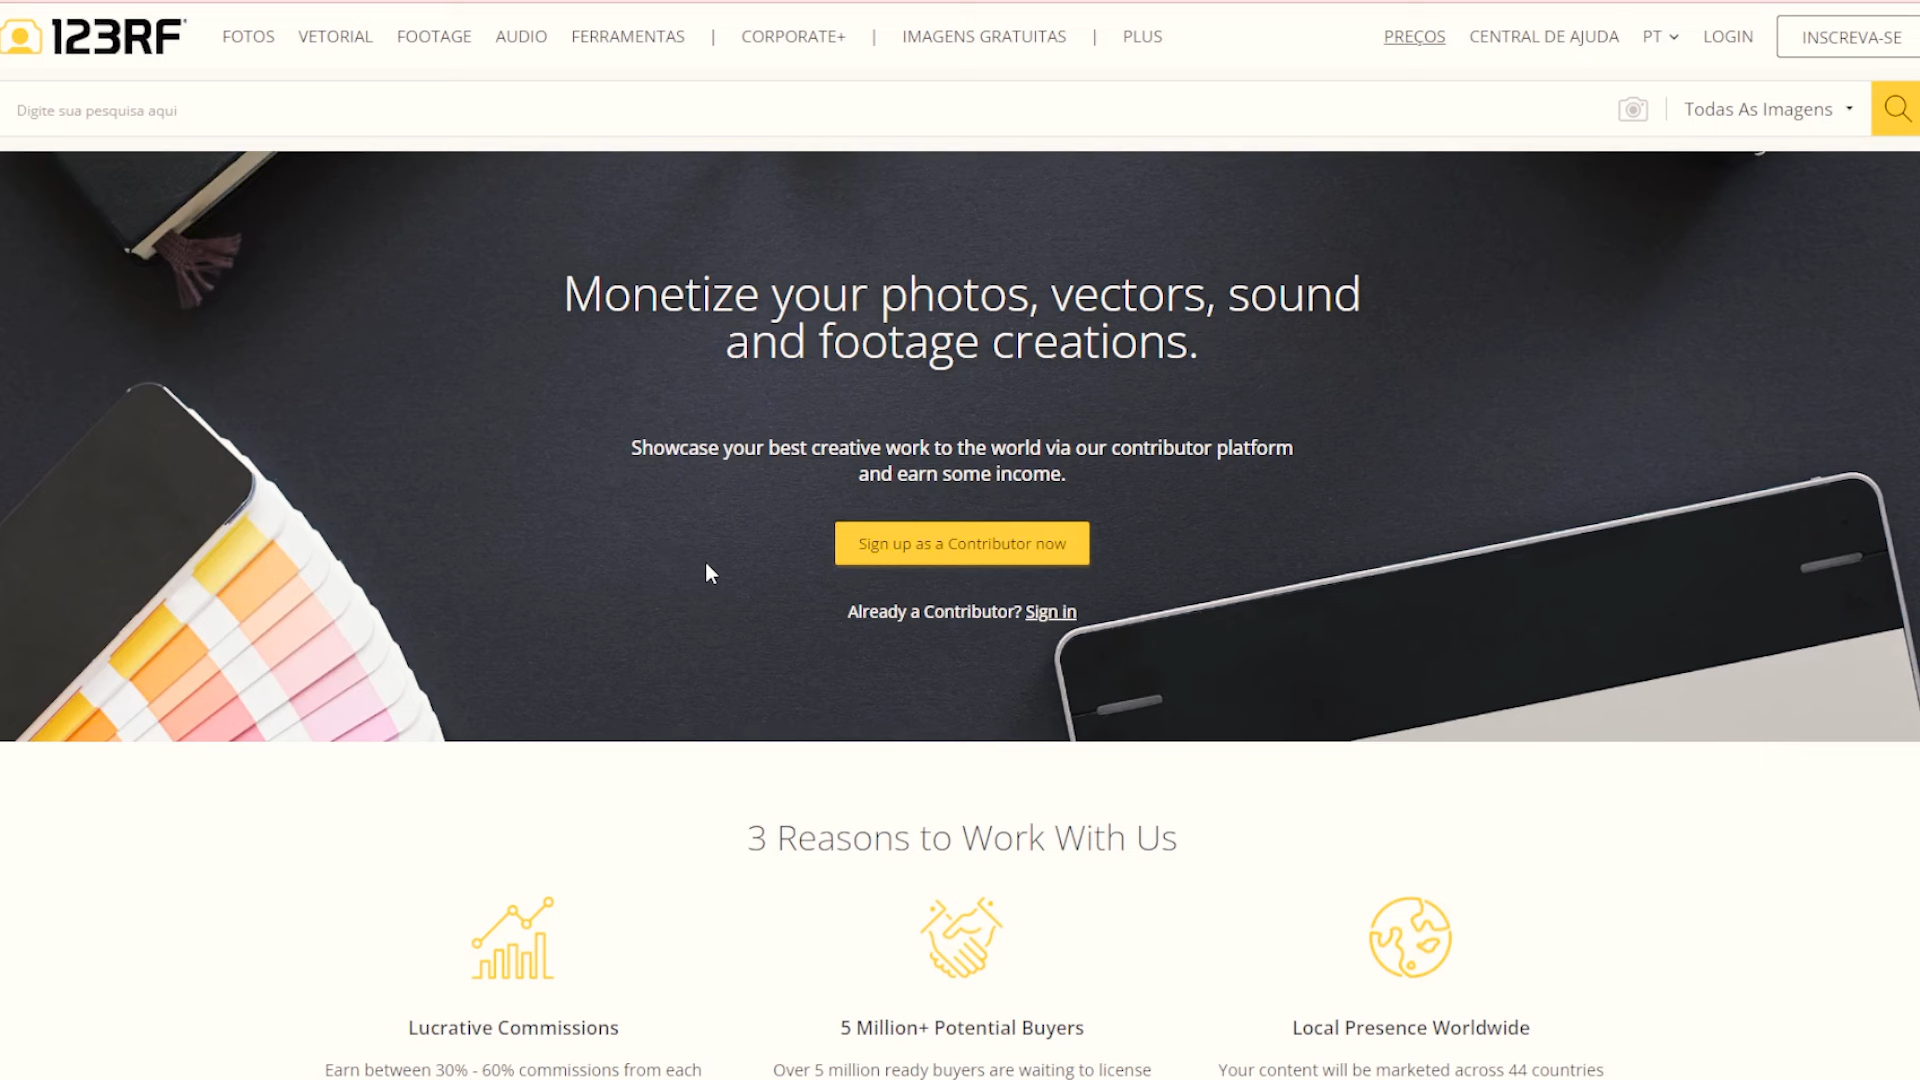 123RF
FOTOS VETORIAL FOOTAGE AUDIO FERRAMENTAS | CORPORATE+ | IMAGENS GRATUITAS | PLUS PREÇOS CENTRAL DE AJUDA PT LOGIN INSCREVA-SE
Digite sua pesquisa aqui Todas As Imagens
Monetize your photos, vectors, sound
and footage creations.
Showcase your best creative work to the world via our contributor platform
and earn some income.
Sign up as a Contributor now
Already a Contributor? Sign in
3 Reasons to Work With Us
Lucrative Commissions 5 Million+ Potential Buyers Local Presence Worldwide
Earn between 30% - 60% commissions from each Over 5 million ready buyers are waiting to license Your content will be marketed across 44 countries